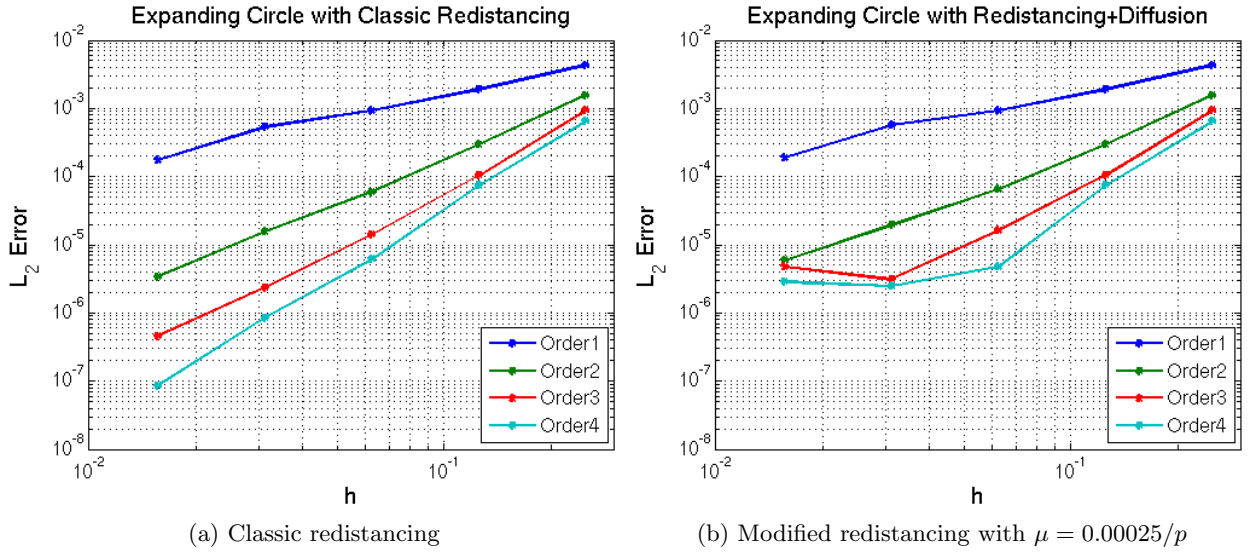 Expanding Circle with Classic Redistancing
10^-2
10^-3
10^-4
10^-5
10^-6
10^-7
10^-8
L_2 Error
10^-2
10^-1
h
Order1
Order2
Order3
Order4
(a) Classic redistancing
Expanding Circle with Redistancing+Diffusion
10^-2
10^-3
10^-4
10^-5
10^-6
10^-7
10^-8
L_2 Error
10^-2
10^-1
h
Order1
Order2
Order3
Order4
(b) Modified redistancing with μ = 0.00025/p